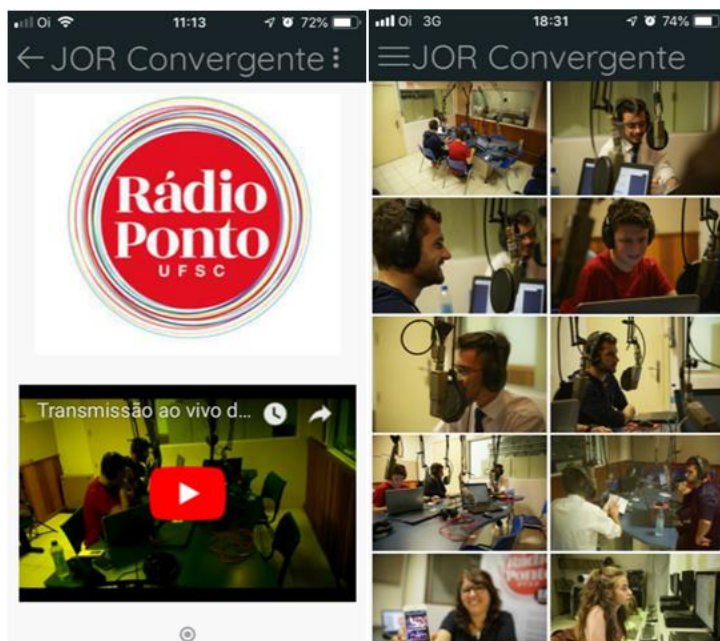 Oi 11:13 72%
JOR Convergente
Rádio
Ponto
UFSC
Transmissão ao vivo d...
Oi 3G 18:31 74%
JOR Convergente